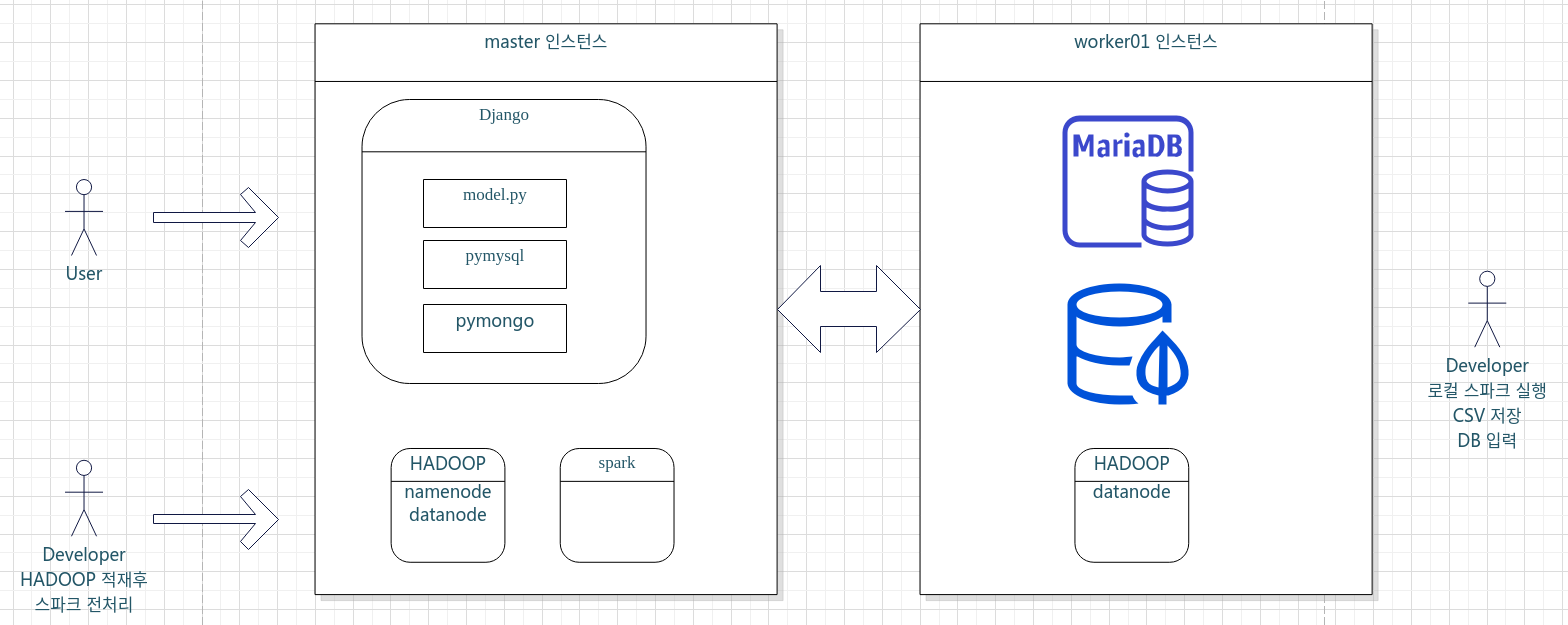 master 인스턴스
worker01 인스턴스
Django
MariaDB
model.py
pymysql
pymongo
User
Developer
로컬 스파크 실행
CSV 저장
DB 입력
HADOOP
namenode
datanode
spark
HADOOP
datanode
Developer
HADOOP 적재후
스파크 전처리